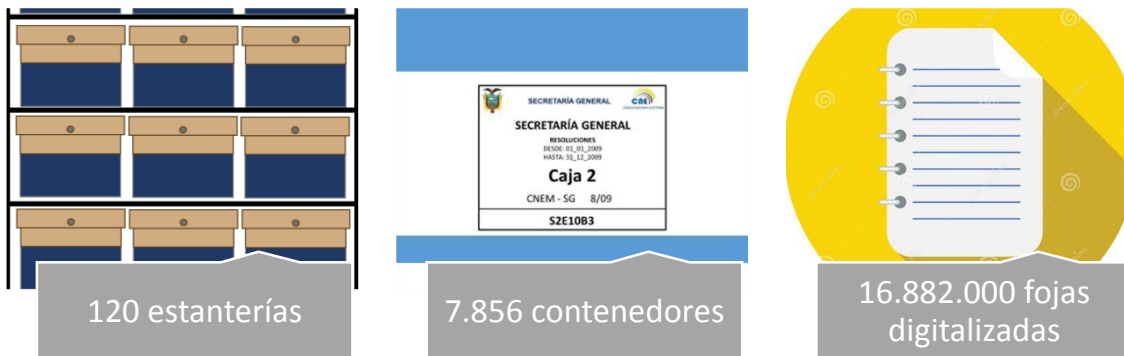 SECRETARÍA GENERAL
cne
SECRETARÍA GENERAL
RESOLUCIONES
DESDE: 01_01_2009
HASTA: 31_12_2009
Caja 2
CNEM - SG 8/09
S2E10B3
120 estanterías
7.856 contenedores
16.882.000 fojas
digitalizadas